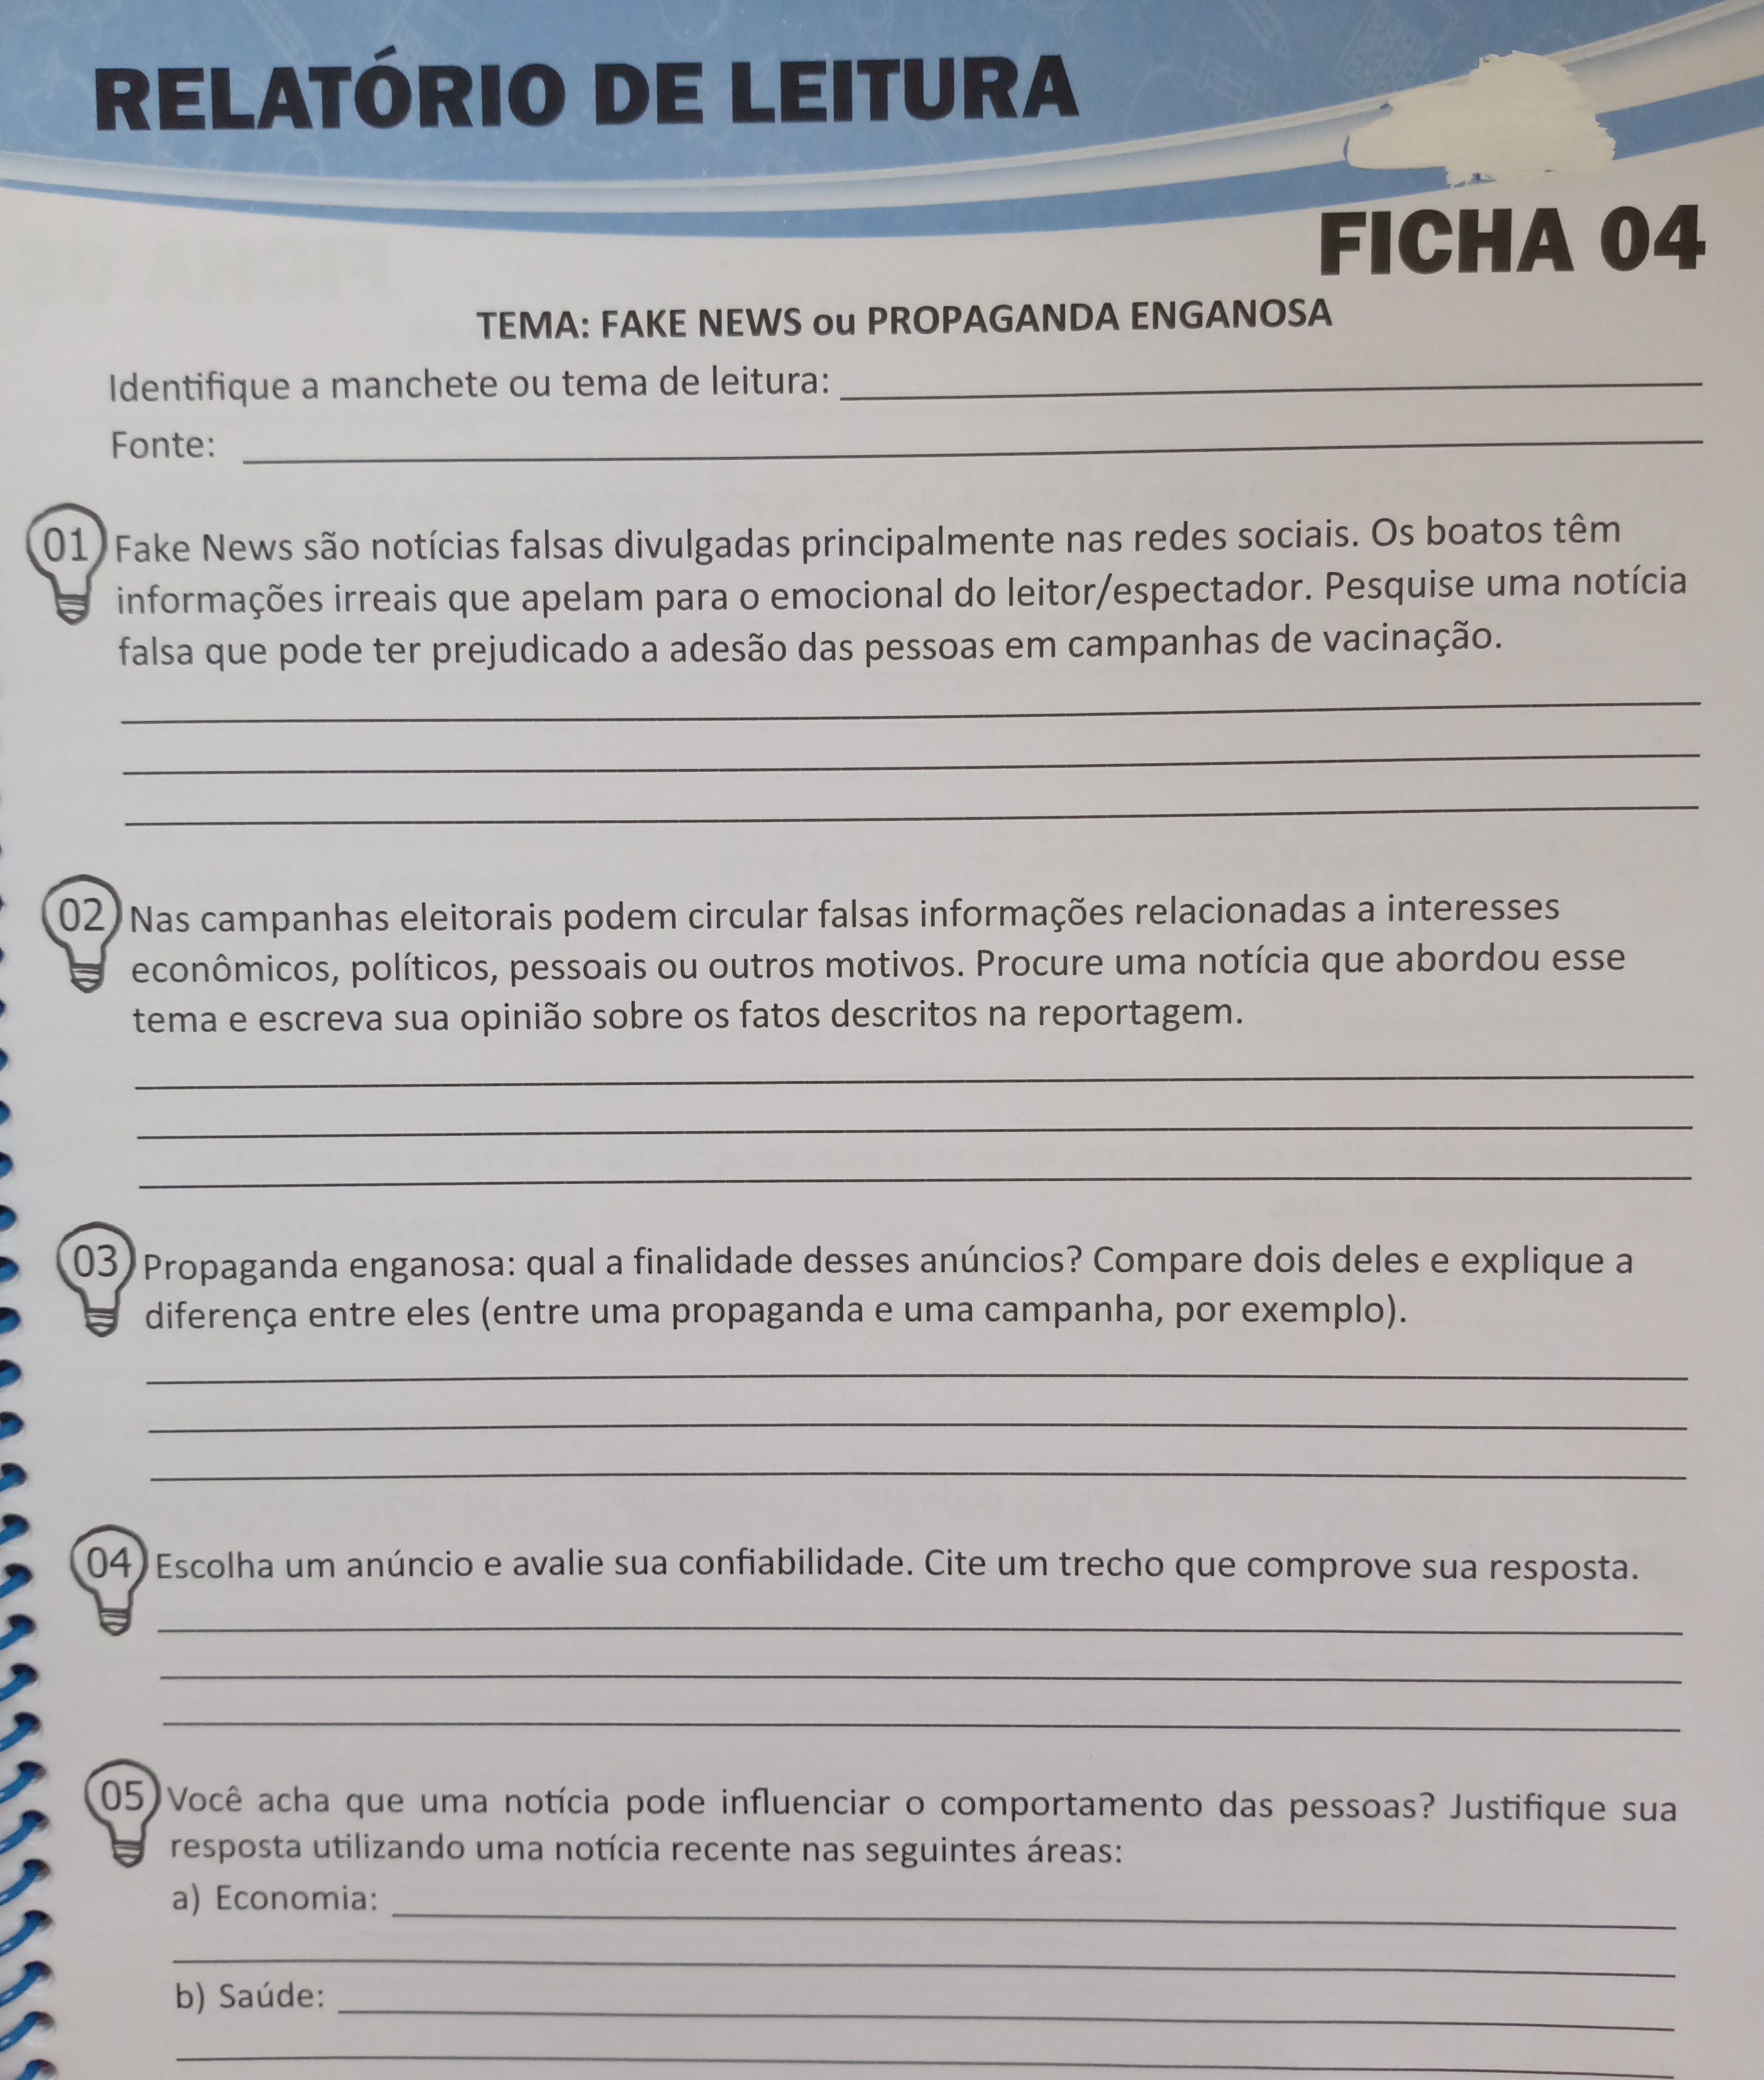 RELATÓRIO DE LEITURA
FICHA 04
TEMA: FAKE NEWS ou PROPAGANDA ENGANOSA
Identifique a manchete ou tema de leitura:
Fonte:
01 Fake News são notícias falsas divulgadas principalmente nas redes sociais. Os boatos têm
informações irreais que apelam para o emocional do leitor/espectador. Pesquise uma notícia
falsa que pode ter prejudicado a adesão das pessoas em campanhas de vacinação.
02 Nas campanhas eleitorais podem circular falsas informações relacionadas a interesses
econômicos, políticos, pessoais ou outros motivos. Procure uma notícia que abordou esse
tema e escreva sua opinião sobre os fatos descritos na reportagem.
03 Propaganda enganosa: qual a finalidade desses anúncios? Compare dois deles e explique a
diferença entre eles (entre uma propaganda e uma campanha, por exemplo).
04 Escolha um anúncio e avalie sua confiabilidade. Cite um trecho que comprove sua resposta.
05 Você acha que uma notícia pode influenciar o comportamento das pessoas? Justifique sua
resposta utilizando uma notícia recente nas seguintes áreas:
a) Economia:
b) Saúde: